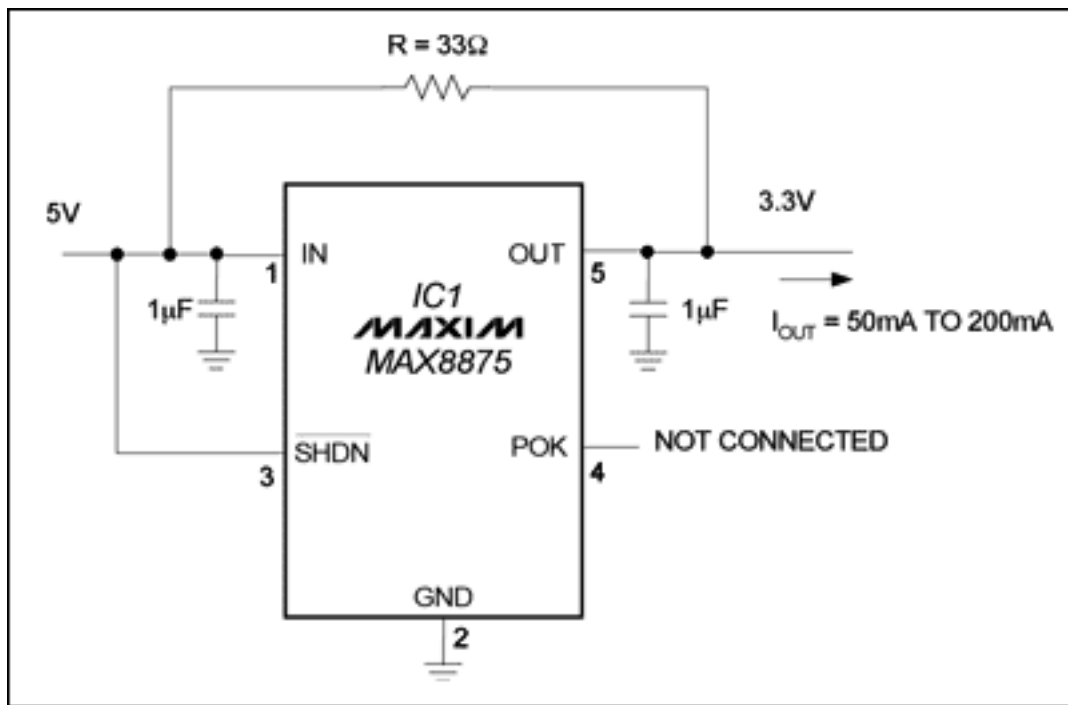 R = 33Ω
5V
3.3V
1 IN
OUT 5
1µF
IC1
MAXIM
MAX8875
1µF
I_OUT = 50mA TO 200mA
3 SHDN
POK 4
NOT CONNECTED
GND
2